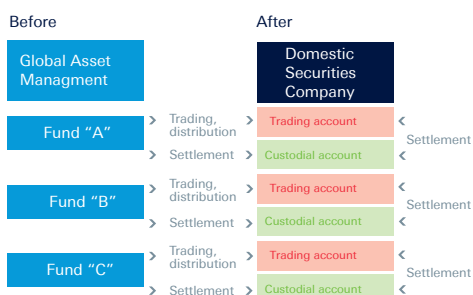 Before
After
Global Asset
Managment
Domestic
Securities
Company
Fund “A”
Trading,
distribution
Trading account
Settlement
Settlement
Custodial account
Fund “B”
Trading,
distribution
Trading account
Settlement
Settlement
Custodial account
Fund “C”
Trading,
distribution
Trading account
Settlement
Settlement
Custodial account